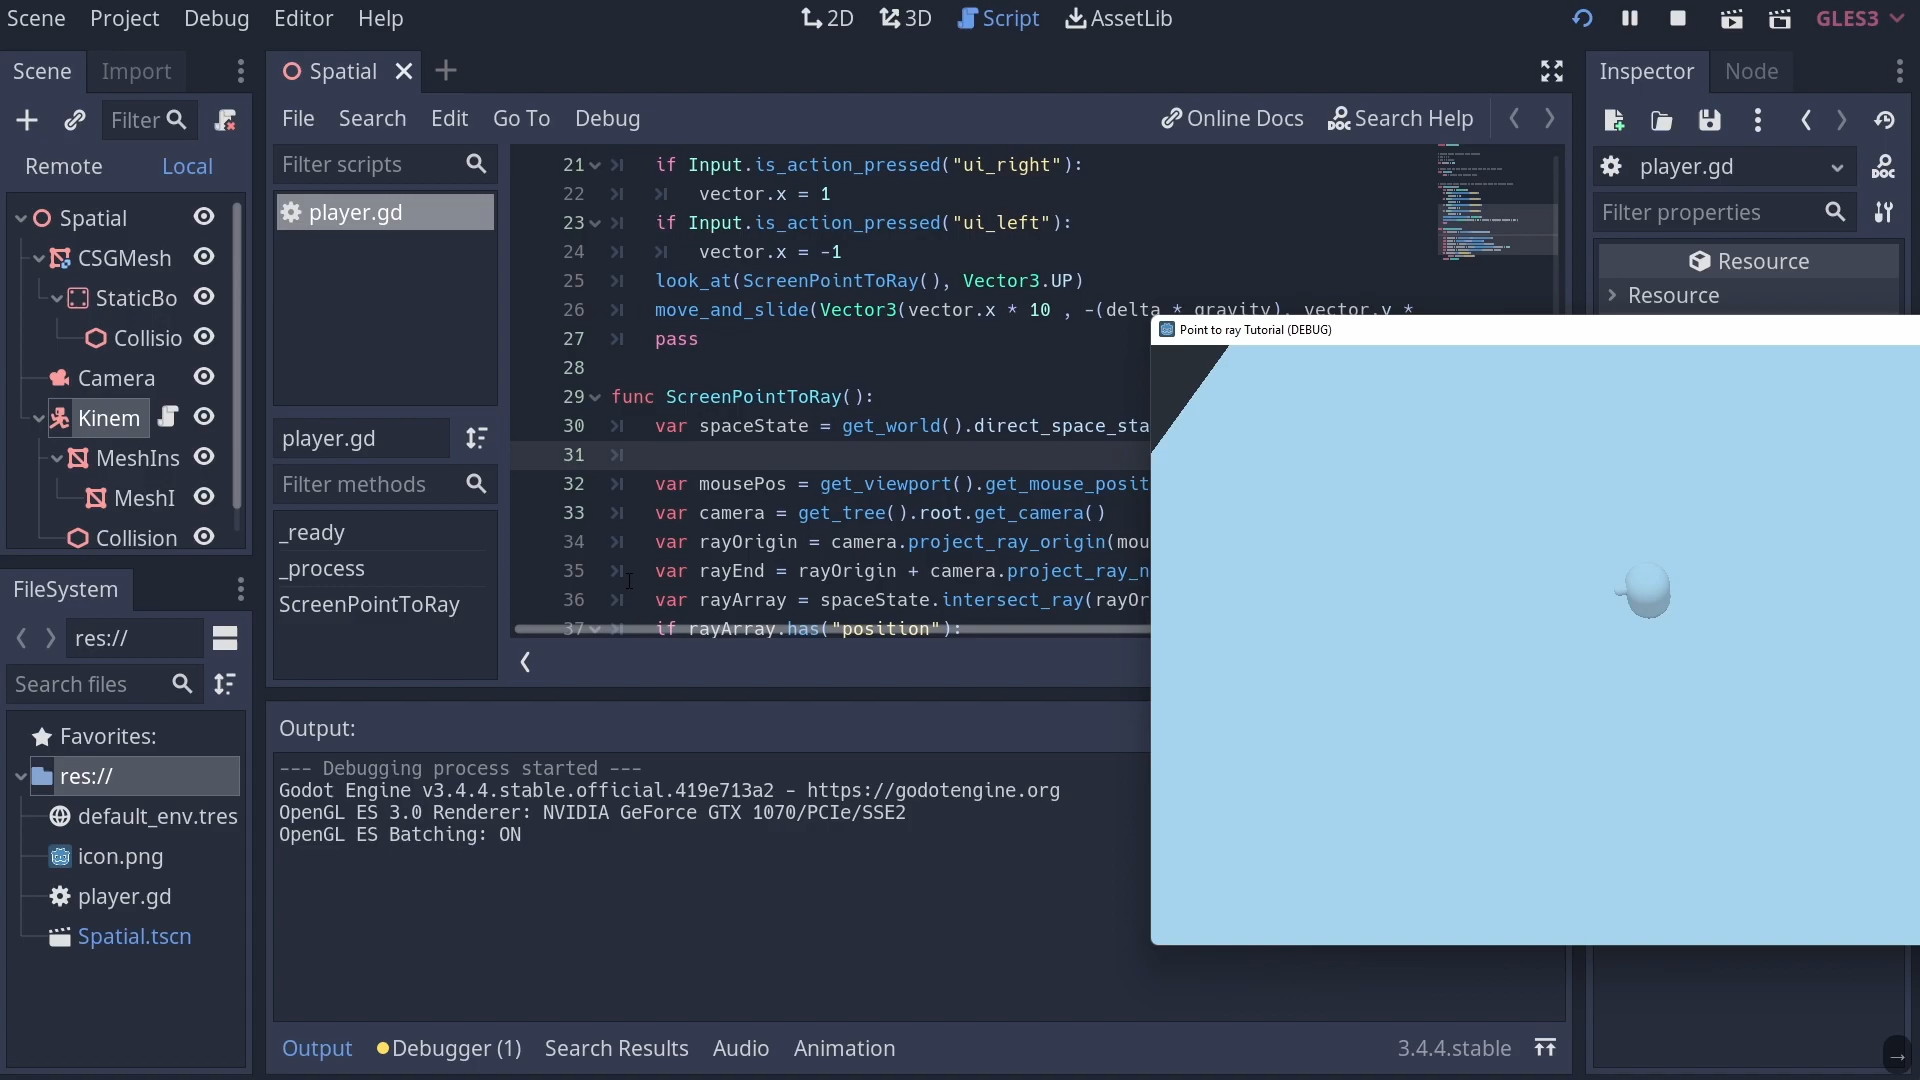 Scene Project Debug Editor Help
2D 3D Script AssetLib
GLES3
Scene Import
Spatial
Inspector Node
Filter
File Search Edit Go To Debug
Online Docs Search Help
Remote Local
Filter scripts
player.gd
Filter properties
Resource
Resource
Spatial
CSGMesh
StaticBo
Collisio
Camera
Kinem
MeshIns
MeshI
Collision
player.gd
player.gd
Filter methods
_ready
_process
ScreenPointToRay
21 if Input.is_action_pressed("ui_right"):
22 vector.x = 1
23 if Input.is_action_pressed("ui_left"):
24 vector.x = -1
25 look_at(ScreenPointToRay(), Vector3.UP)
26 move_and_slide(Vector3(vector.x * 10 , -(delta * gravity), vector.y *
27 pass
28
29 func ScreenPointToRay():
30 var spaceState = get_world().direct_space_sta
31
32 var mousePos = get_viewport().get_mouse_posit
33 var camera = get_tree().root.get_camera()
34 var rayOrigin = camera.project_ray_origin(mou
35 var rayEnd = rayOrigin + camera.project_ray_n
36 var rayArray = spaceState.intersect_ray(rayOr
37 if rayArray.has("position"):
Point to ray Tutorial (DEBUG)
FileSystem
res://
Search files
Favorites:
res://
default_env.tres
icon.png
player.gd
Spatial.tscn
Output:
--- Debugging process started ---
Godot Engine v3.4.4.stable.official.419e713a2 - https://godotengine.org
OpenGL ES 3.0 Renderer: NVIDIA GeForce GTX 1070/PCIe/SSE2
OpenGL ES Batching: ON
Output Debugger (1) Search Results Audio Animation
3.4.4.stable